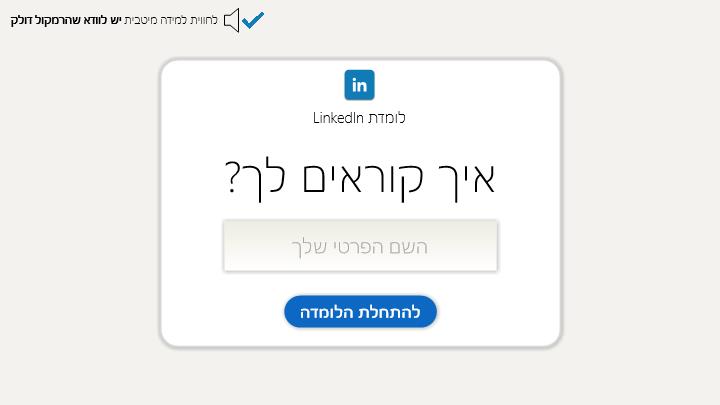 לחווית למידה מיטבית יש לוודא שהרמקול דולק
in
לומדת LinkedIn
איך קוראים לך?
השם הפרטי שלך
להתחלת הלומדה